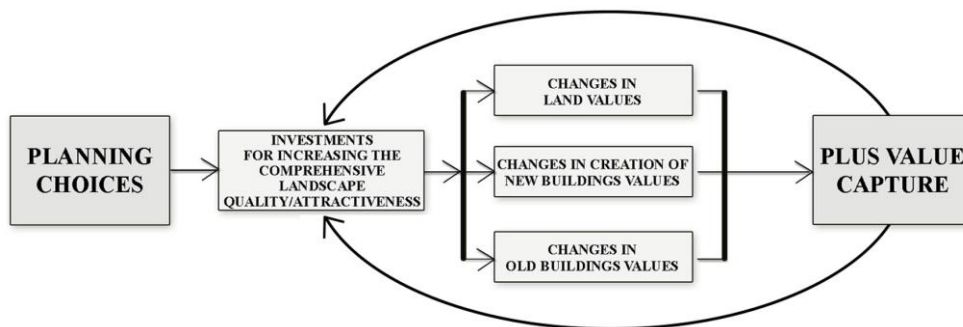 PLANNING
CHOICES
INVESTMENTS
FOR INCREASING THE
COMPREHENSIVE
LANDSCAPE
QUALITY/ATTRACTIVENESS
CHANGES IN
LAND VALUES
CHANGES IN CREATION OF
NEW BUILDINGS VALUES
CHANGES IN
OLD BUILDINGS VALUES
PLUS VALUE
CAPTURE